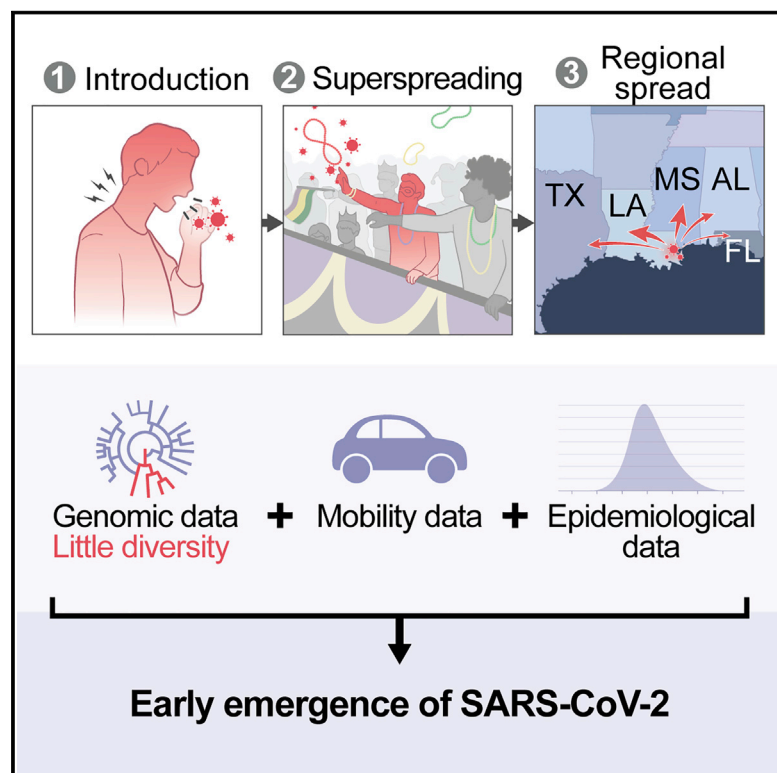 1 Introduction
2 Superspreading
3 Regional
spread
TX
LA
MS
AL
FL
Genomic data
Little diversity
+
Mobility data
+
Epidemiological
data
Early emergence of SARS-CoV-2